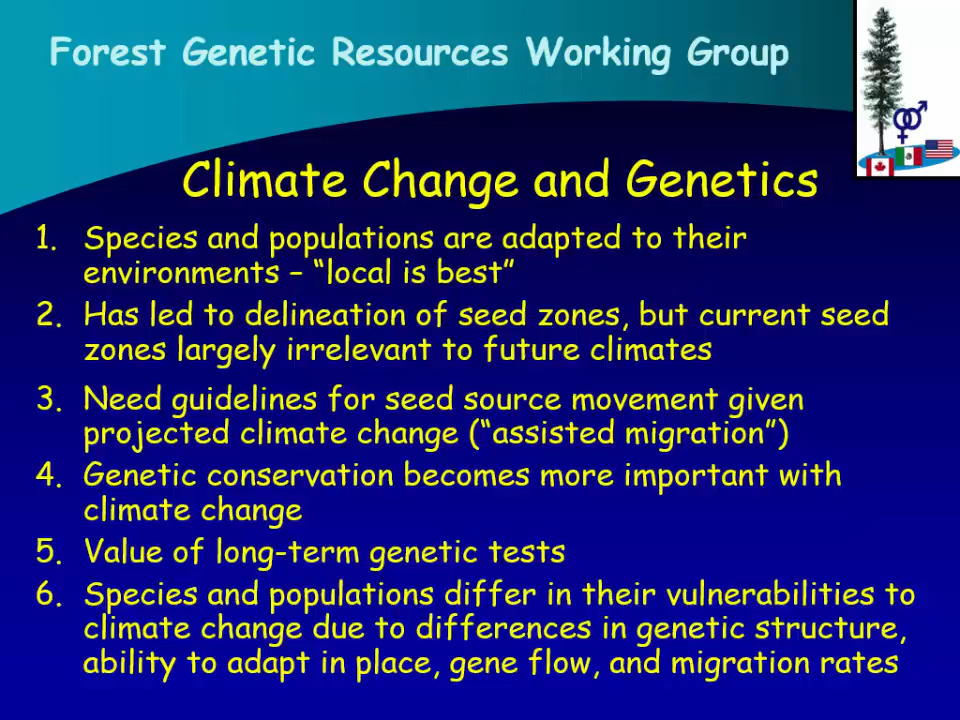 Forest Genetic Resources Working Group
Climate Change and Genetics
1. Species and populations are adapted to their
environments – “local is best”
2. Has led to delineation of seed zones, but current seed
zones largely irrelevant to future climates
3. Need guidelines for seed source movement given
projected climate change (“assisted migration”)
4. Genetic conservation becomes more important with
climate change
5. Value of long-term genetic tests
6. Species and populations differ in their vulnerabilities to
climate change due to differences in genetic structure,
ability to adapt in place, gene flow, and migration rates